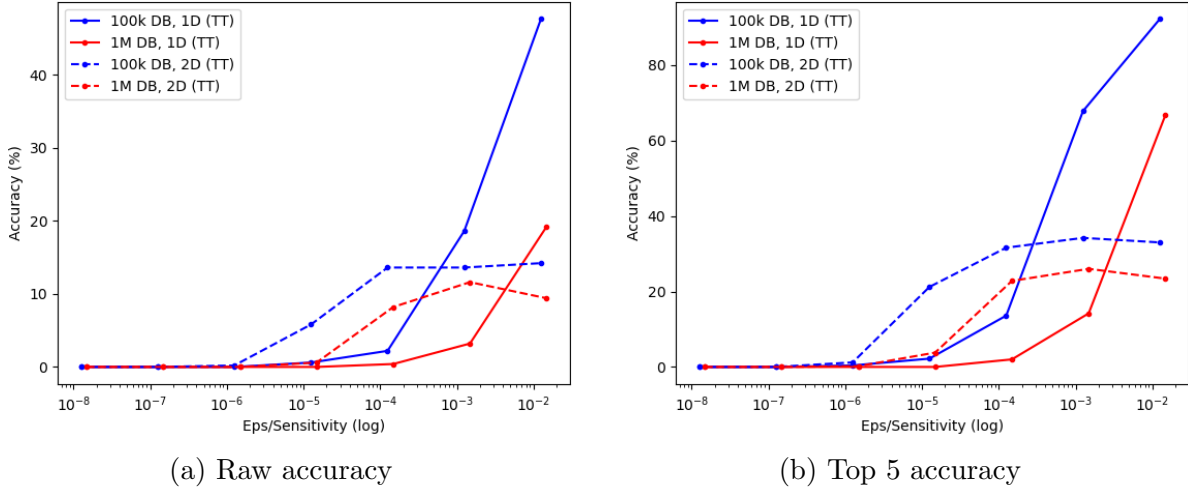 100k DB, 1D (TT)
1M DB, 1D (TT)
100k DB, 2D (TT)
1M DB, 2D (TT)
Accuracy (%)
40
30
20
10
0
10⁻⁸
10⁻⁷
10⁻⁶
10⁻⁵
10⁻⁴
10⁻³
10⁻²
Eps/Sensitivity (log)
(a) Raw accuracy
100k DB, 1D (TT)
1M DB, 1D (TT)
100k DB, 2D (TT)
1M DB, 2D (TT)
Accuracy (%)
80
60
40
20
0
10⁻⁸
10⁻⁷
10⁻⁶
10⁻⁵
10⁻⁴
10⁻³
10⁻²
Eps/Sensitivity (log)
(b) Top 5 accuracy